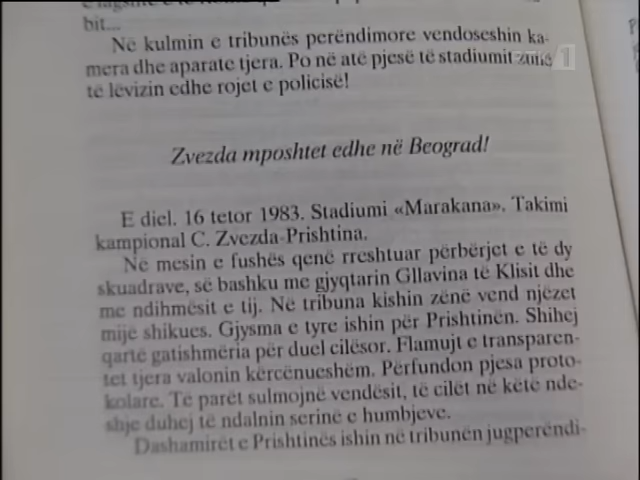 bit...
Në kulmin e tribunës perëndimore vendoseshin ka-
mera dhe aparate tjera. Po në atë pjesë të stadiumit zunë
të lëvizin edhe rojet e policisë!
Zvezda mposhtet edhe në Beograd!
E diel. 16 tetor 1983. Stadiumi «Marakana». Takimi
kampional C. Zvezda-Prishtina.
Në mesin e fushës qenë rreshtuar përbërjet e të dy
skuadrave, së bashku me gjyqtarin Gllavina të Klisit dhe
me ndihmësit e tij. Në tribuna kishin zënë vend njëzet
mijë shikues. Gjysma e tyre ishin për Prishtinën. Shihej
qartë gatishmëria për duel cilësor. Flamujt e transparen-
tet tjera valonin kërcënueshëm. Përfundon pjesa proto-
kolare. Të parët sulmojnë vendësit, të cilët në këtë nde-
shje duhej të ndalnin serinë e humbjeve.
Dashamirët e Prishtinës ishin në tribunën jugperëndi-